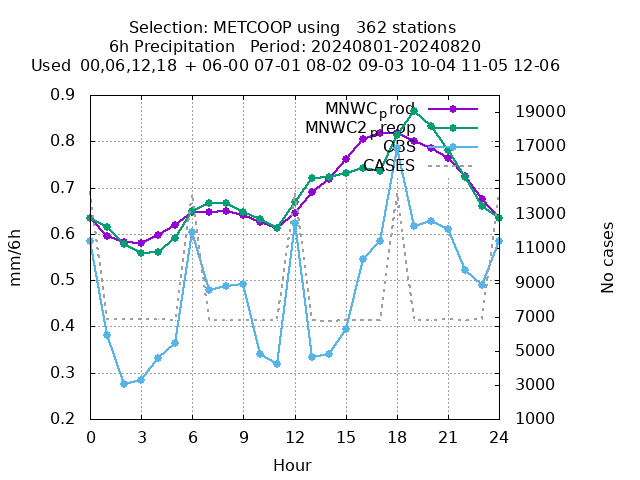 Selection: METCOOP using   362 stations
6h Precipitation   Period: 20240801-20240820
Used  00,06,12,18  + 06-00 07-01 08-02 09-03 10-04 11-05 12-06
MNWCprod
MNWC2preop
OBS
CASES
0.9
0.8
0.7
0.6
0.5
0.4
0.3
0.2
mm/6h
19000
17000
15000
13000
11000
9000
7000
5000
3000
1000
No cases
0 3 6 9 12 15 18 21 24
Hour